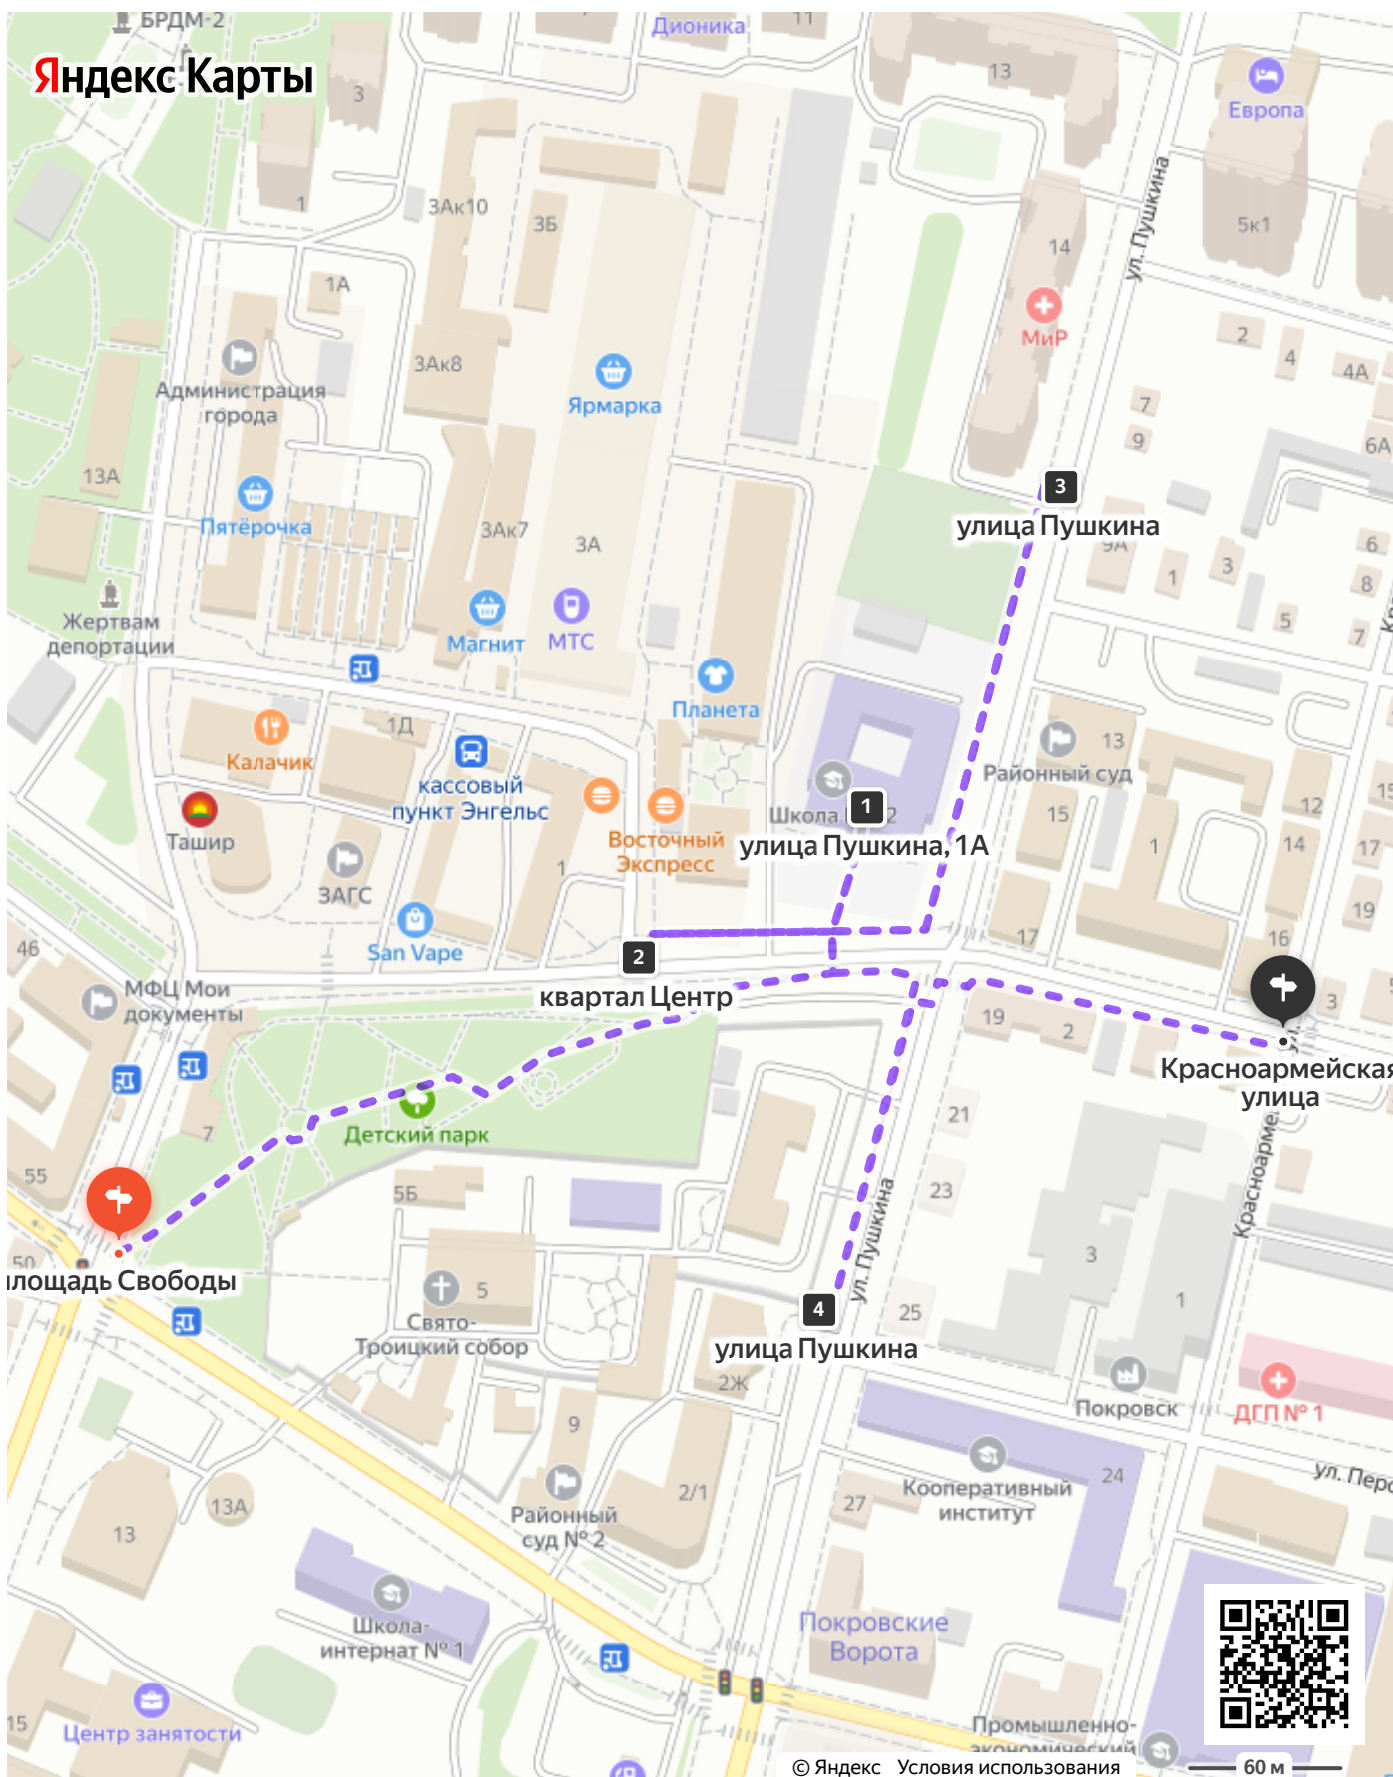 БРДМ-2
Дионика
11
Яндекс Карты
3
13
Европа
1
3Ак10
3Б
ул. Пушкина
5к1
14
1А
МиР
2
4
4А
Администрация
города
3Ак8
Ярмарка
7
9
6А
13А
Пятёрочка
3
улица Пушкина
3Ак7
3А
9А
6
1
3
8
Жертвам
депортации
Магнит
МТС
5
7
Планета
1Д
Калачик
13
Районный суд
кассовый
пункт Энгельс
1
Школа
2
15
12
15
Ташир
Восточный
Экспресс
улица Пушкина, 1А
1
14
17
ЗАГС
1
19
San Vape
2
17
16
46
квартал Центр
МФЦ Мои
документы
19
2
3
Красноармейская
улица
7
Детский парк
21
55
5Б
23
ул. Пушкина
Красноарме
50
площадь Свободы
5
3
4
25
1
Свято-
Троицкий собор
улица Пушкина
2Ж
Покровск
ДГП № 1
9
Кооперативный
институт
24
ул. Перс
13А
13
Районный
суд № 2
2/1
27
Школа-
интернат № 1
Покровские
Ворота
15
Центр занятости
Промышленно-
экономический
© Яндекс Условия использования
60 м